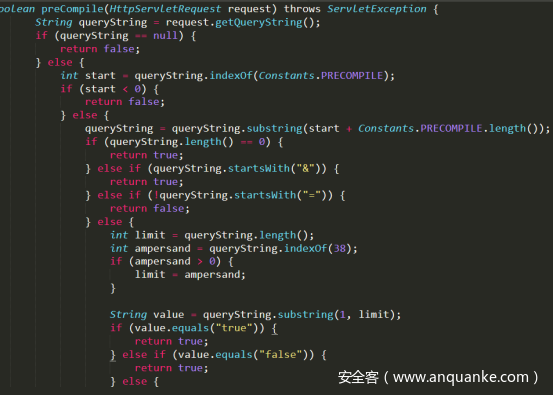 oolean preCompile(HttpServletRequest request) throws ServletException {
String queryString = request.getQueryString();
if (queryString == null) {
return false;
} else {
int start = queryString.indexOf(Constants.PRECOMPILE);
if (start < 0) {
return false;
} else {
queryString = queryString.substring(start + Constants.PRECOMPILE.length());
if (queryString.length() == 0) {
return true;
} else if (queryString.startsWith("&")) {
return true;
} else if (!queryString.startsWith("=")) {
return false;
} else {
int limit = queryString.length();
int ampersand = queryString.indexOf(38);
if (ampersand > 0) {
limit = ampersand;
}
String value = queryString.substring(1, limit);
if (value.equals("true")) {
return true;
} else if (value.equals("false")) {
return true;
} else {
安全客（www.anquanke.com）